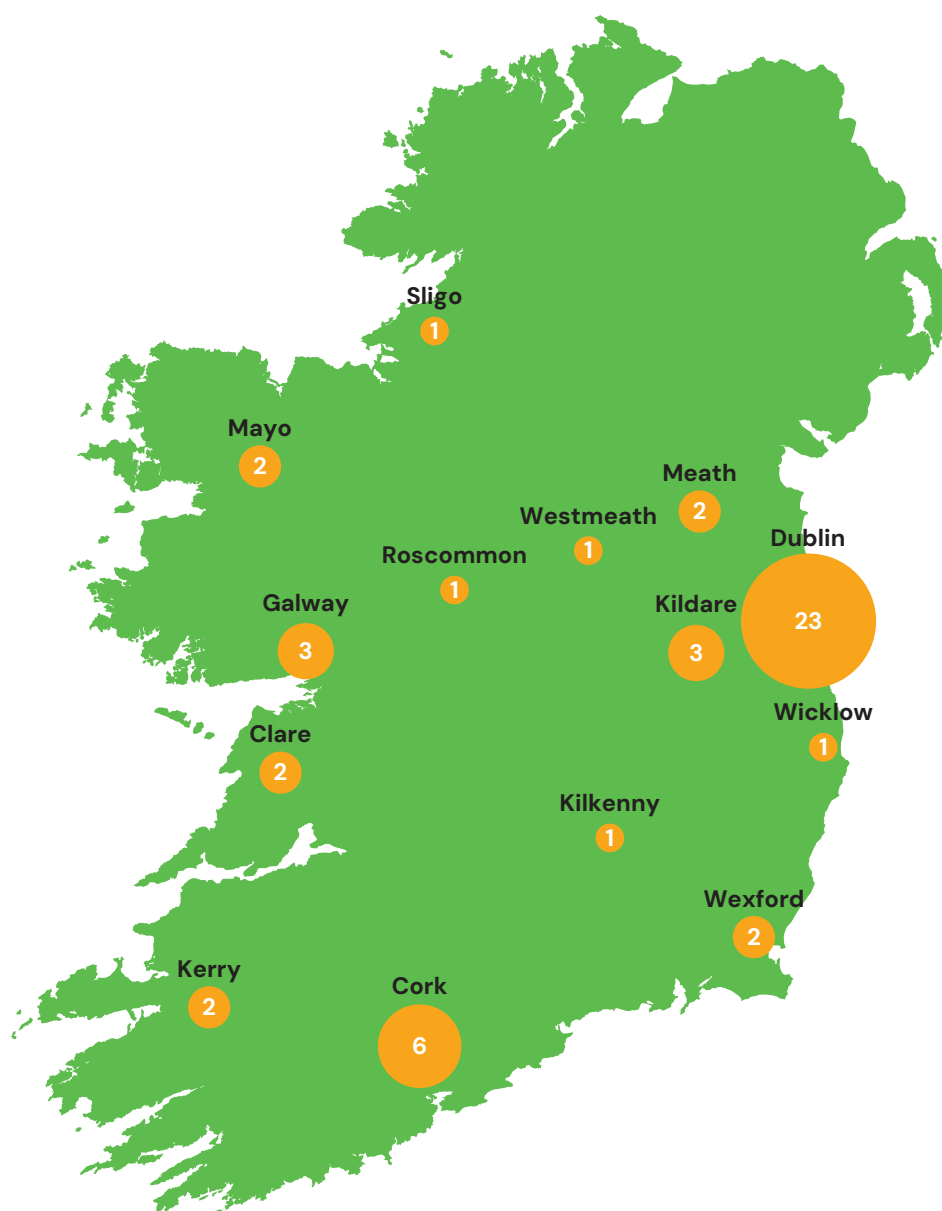 Sligo
1
Mayo
2
Meath
2
Westmeath
1
Dublin
23
Roscommon
1
Galway
3
Kildare
3
Wicklow
1
Clare
2
Kilkenny
1
Wexford
2
Kerry
2
Cork
6